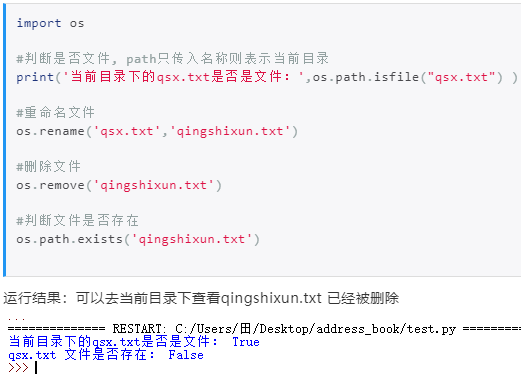 import os
#判断是否文件, path只传入名称则表示当前目录
print('当前目录下的qsx.txt是否是文件: ',os.path.isfile("qsx.txt") )
#重命名文件
os.rename('qsx.txt','qingshixun.txt')
#删除文件
os.remove('qingshixun.txt')
#判断文件是否存在
os.path.exists('qingshixun.txt')
运行结果: 可以去当前目录下查看qingshixun.txt 已经被删除
...
============== RESTART: C:/Users/田/Desktop/address_book/test.py =========
当前目录下的qsx.txt是否是文件: True
qsx.txt 文件是否存在: False
>>>